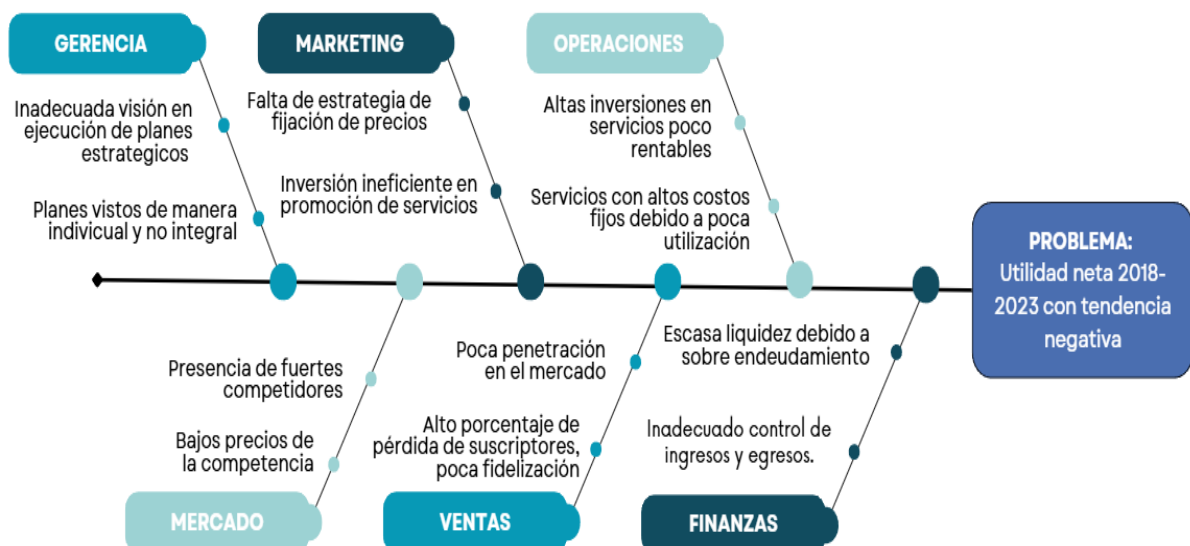 GERENCIA
Inadecuada visión en
ejecución de planes
estrategicos
Planes vistos de manera
indivicual y no integral
MARKETING
Falta de estrategia de
fijación de precios
Inversión ineficiente en
promoción de servicios
OPERACIONES
Altas inversiones en
servicios poco
rentables
Servicios con altos costos
fijos debido a poca
utilización
PROBLEMA:
Utilidad neta 2018-
2023 con tendencia
negativa
Presencia de fuertes
competidores
Bajos precios de
la competencia
MERCADO
Poca penetración
en el mercado
Alto porcentaje de
pérdida de suscriptores,
poca fidelización
VENTAS
Escasa liquidez debido a
sobre endeudamiento
Inadecuado control de
ingresos y egresos.
FINANZAS